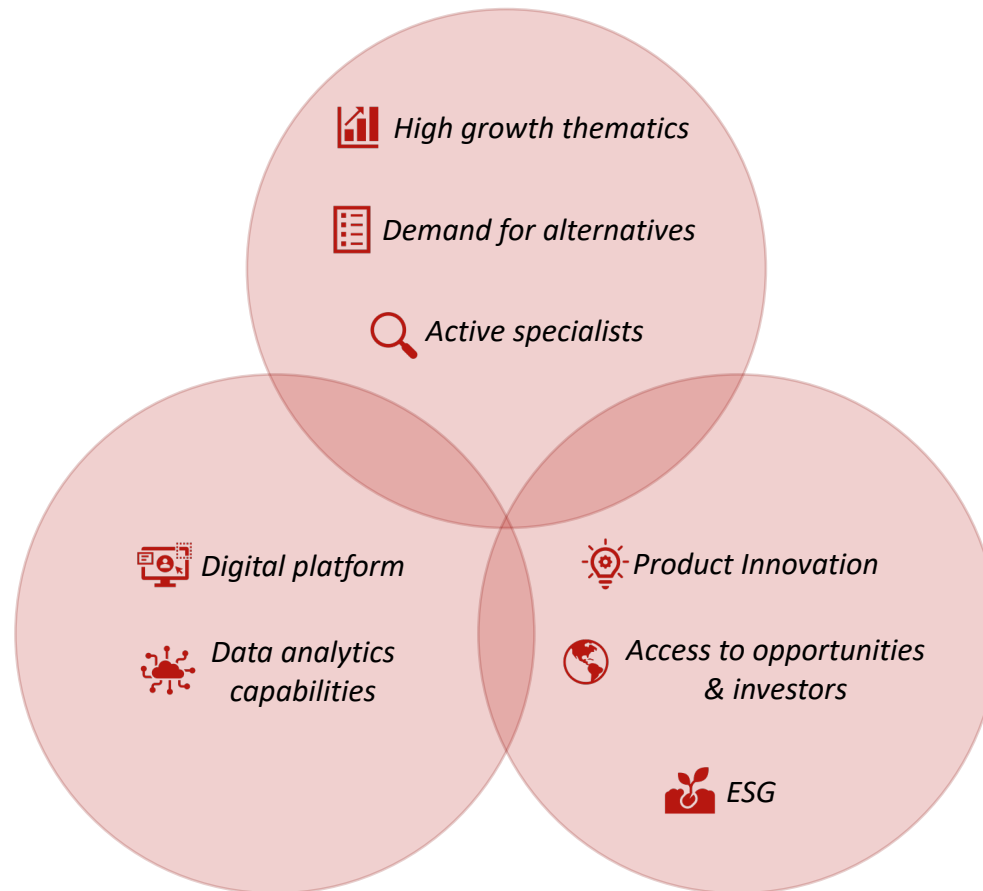 High growth thematics
Demand for alternatives
Active specialists
Digital platform
Data analytics
capabilities
Product Innovation
Access to opportunities
& investors
ESG